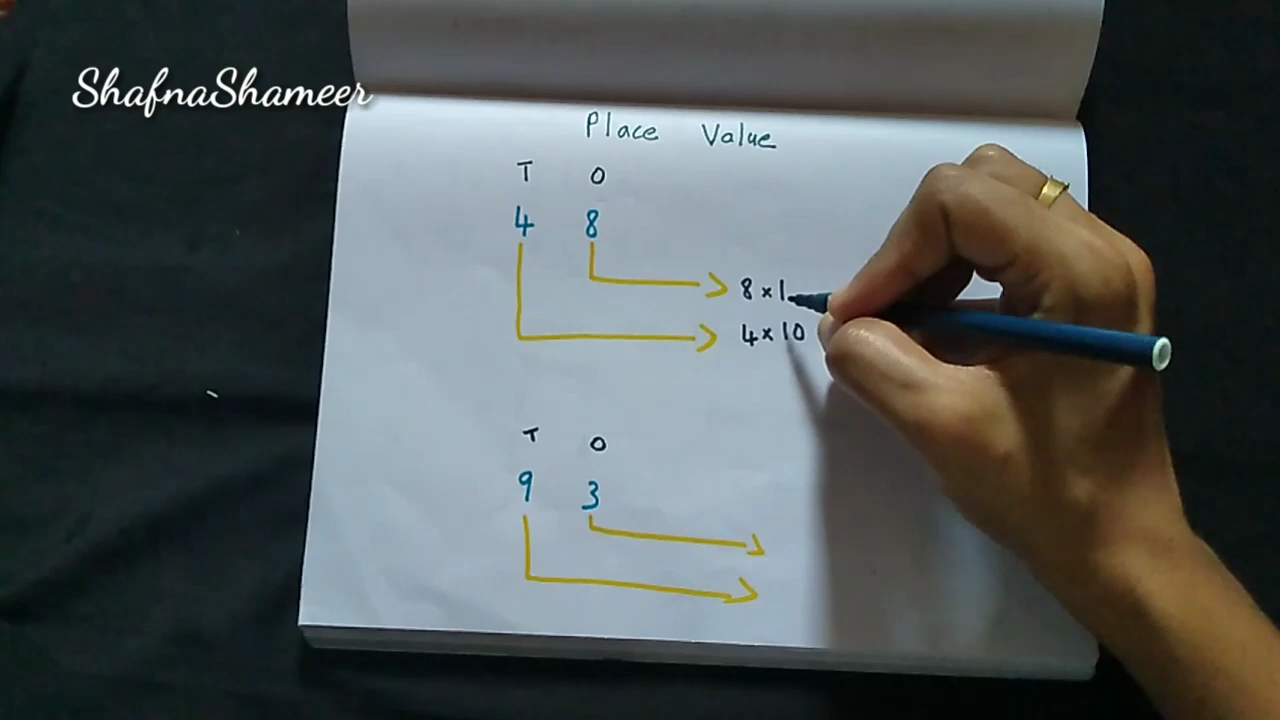 ShafnaShameer
Place Value
T O
4 8
8 × 1
4 × 10
T O
9 3